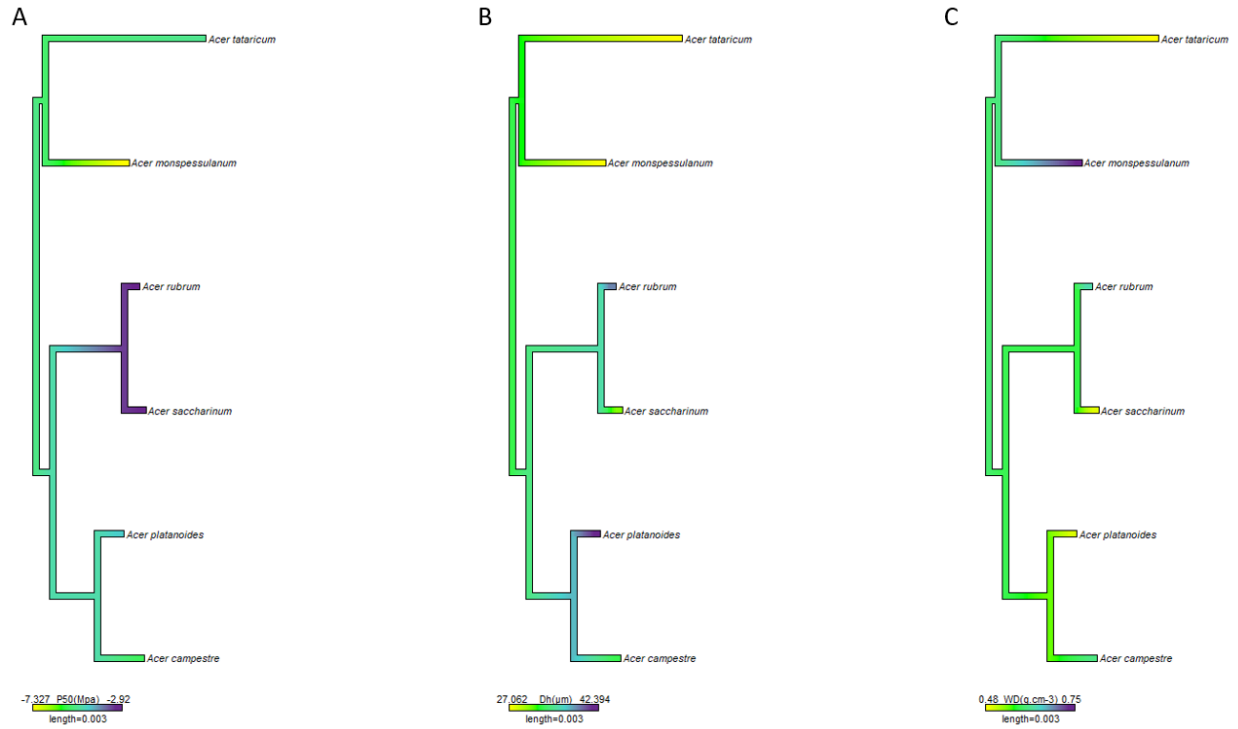 A
B
C
Acer tataricum
Acer tataricum
Acer tataricum
Acer monspessulanum
Acer monspessulanum
Acer monspessulanum
Acer rubrum
Acer rubrum
Acer rubrum
Acer saccharinum
Acer saccharinum
Acer saccharinum
Acer platanoides
Acer platanoides
Acer platanoides
Acer campestre
Acer campestre
Acer campestre
-7.327 P50(Mpa) -2.92
27.062 Dh(µm) 42.394
0.48 WD(g.cm-3) 0.75
length=0.003
length=0.003
length=0.003